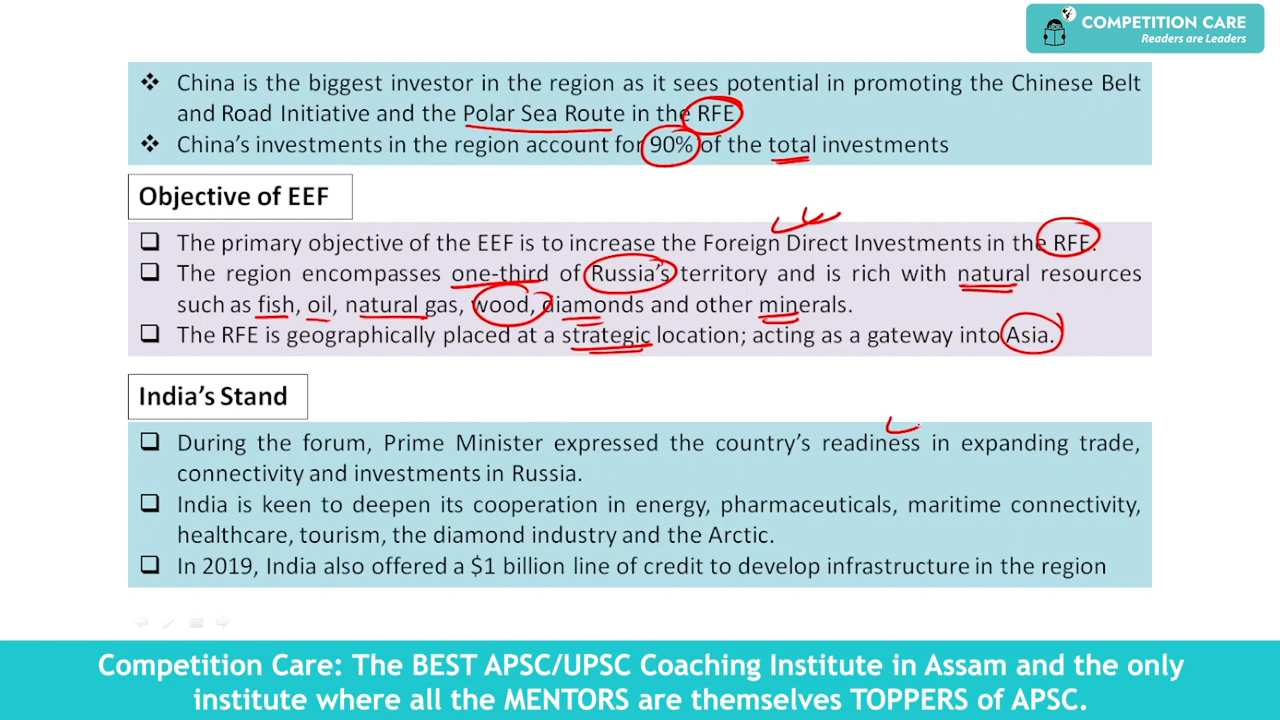 COMPETITION CARE
Readers are Leaders
❖ China is the biggest investor in the region as it sees potential in promoting the Chinese Belt
and Road Initiative and the Polar Sea Route in the RFE
❖ China's investments in the region account for 90% of the total investments
Objective of EEF
❑ The primary objective of the EEF is to increase the Foreign Direct Investments in the RFE.
❑ The region encompasses one-third of Russia's territory and is rich with natural resources
such as fish, oil, natural gas, wood, diamonds and other minerals.
❑ The RFE is geographically placed at a strategic location; acting as a gateway into Asia.
India's Stand
❑ During the forum, Prime Minister expressed the country's readiness in expanding trade,
connectivity and investments in Russia.
❑ India is keen to deepen its cooperation in energy, pharmaceuticals, maritime connectivity,
healthcare, tourism, the diamond industry and the Arctic.
❑ In 2019, India also offered a $1 billion line of credit to develop infrastructure in the region
Competition Care: The BEST APSC/UPSC Coaching Institute in Assam and the only
institute where all the MENTORS are themselves TOPPERS of APSC.